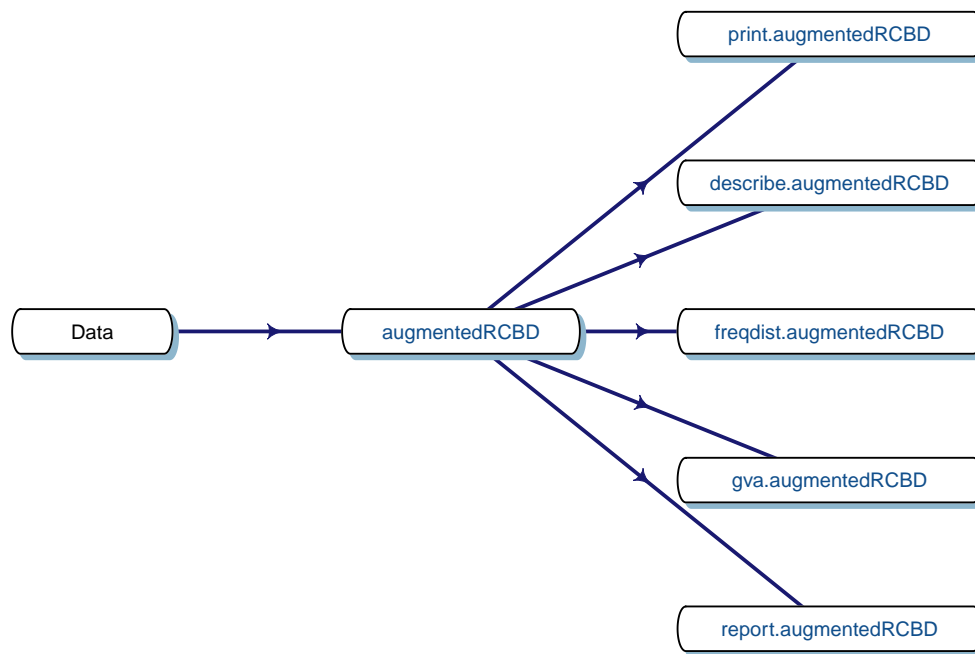 print.augmentedRCBD
describe.augmentedRCBD
Data
augmentedRCBD
freqdist.augmentedRCBD
gva.augmentedRCBD
report.augmentedRCBD